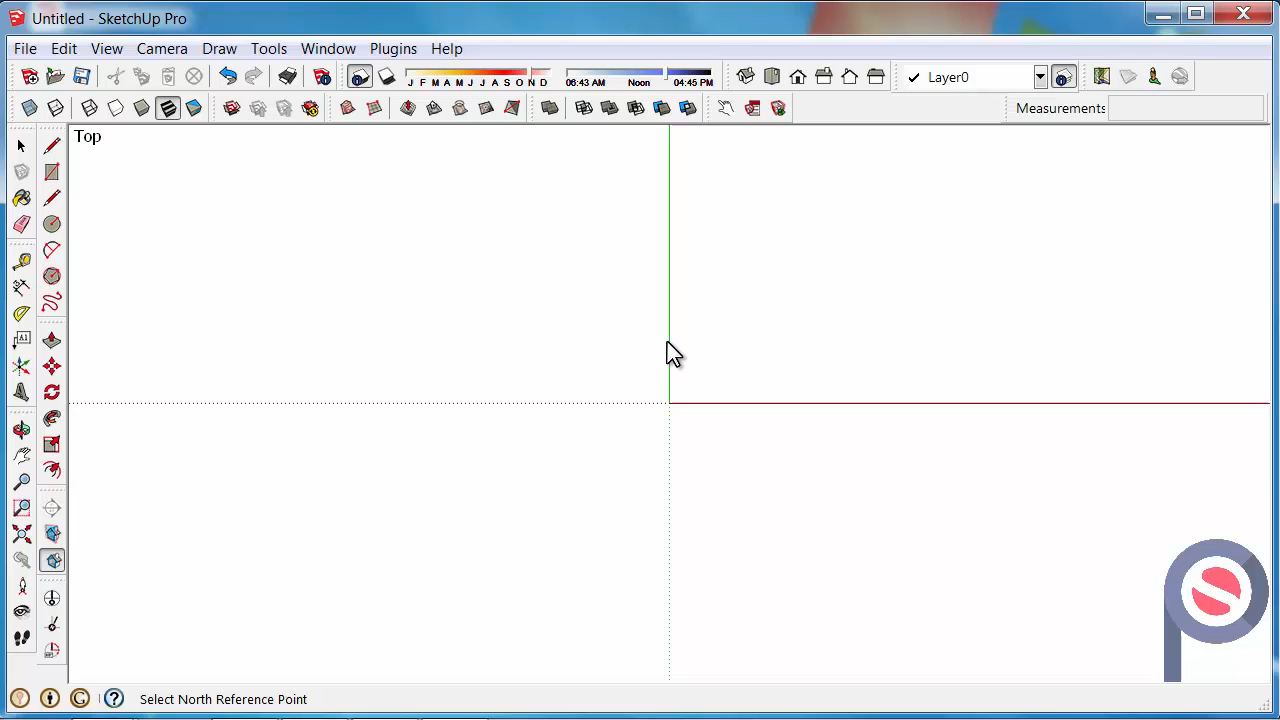 Untitled - SketchUp Pro
File Edit View Camera Draw Tools Window Plugins Help
J F M A M J J A S O N D 06:43 AM Noon 04:45 PM Layer0
Measurements
Top
A1
Select North Reference Point